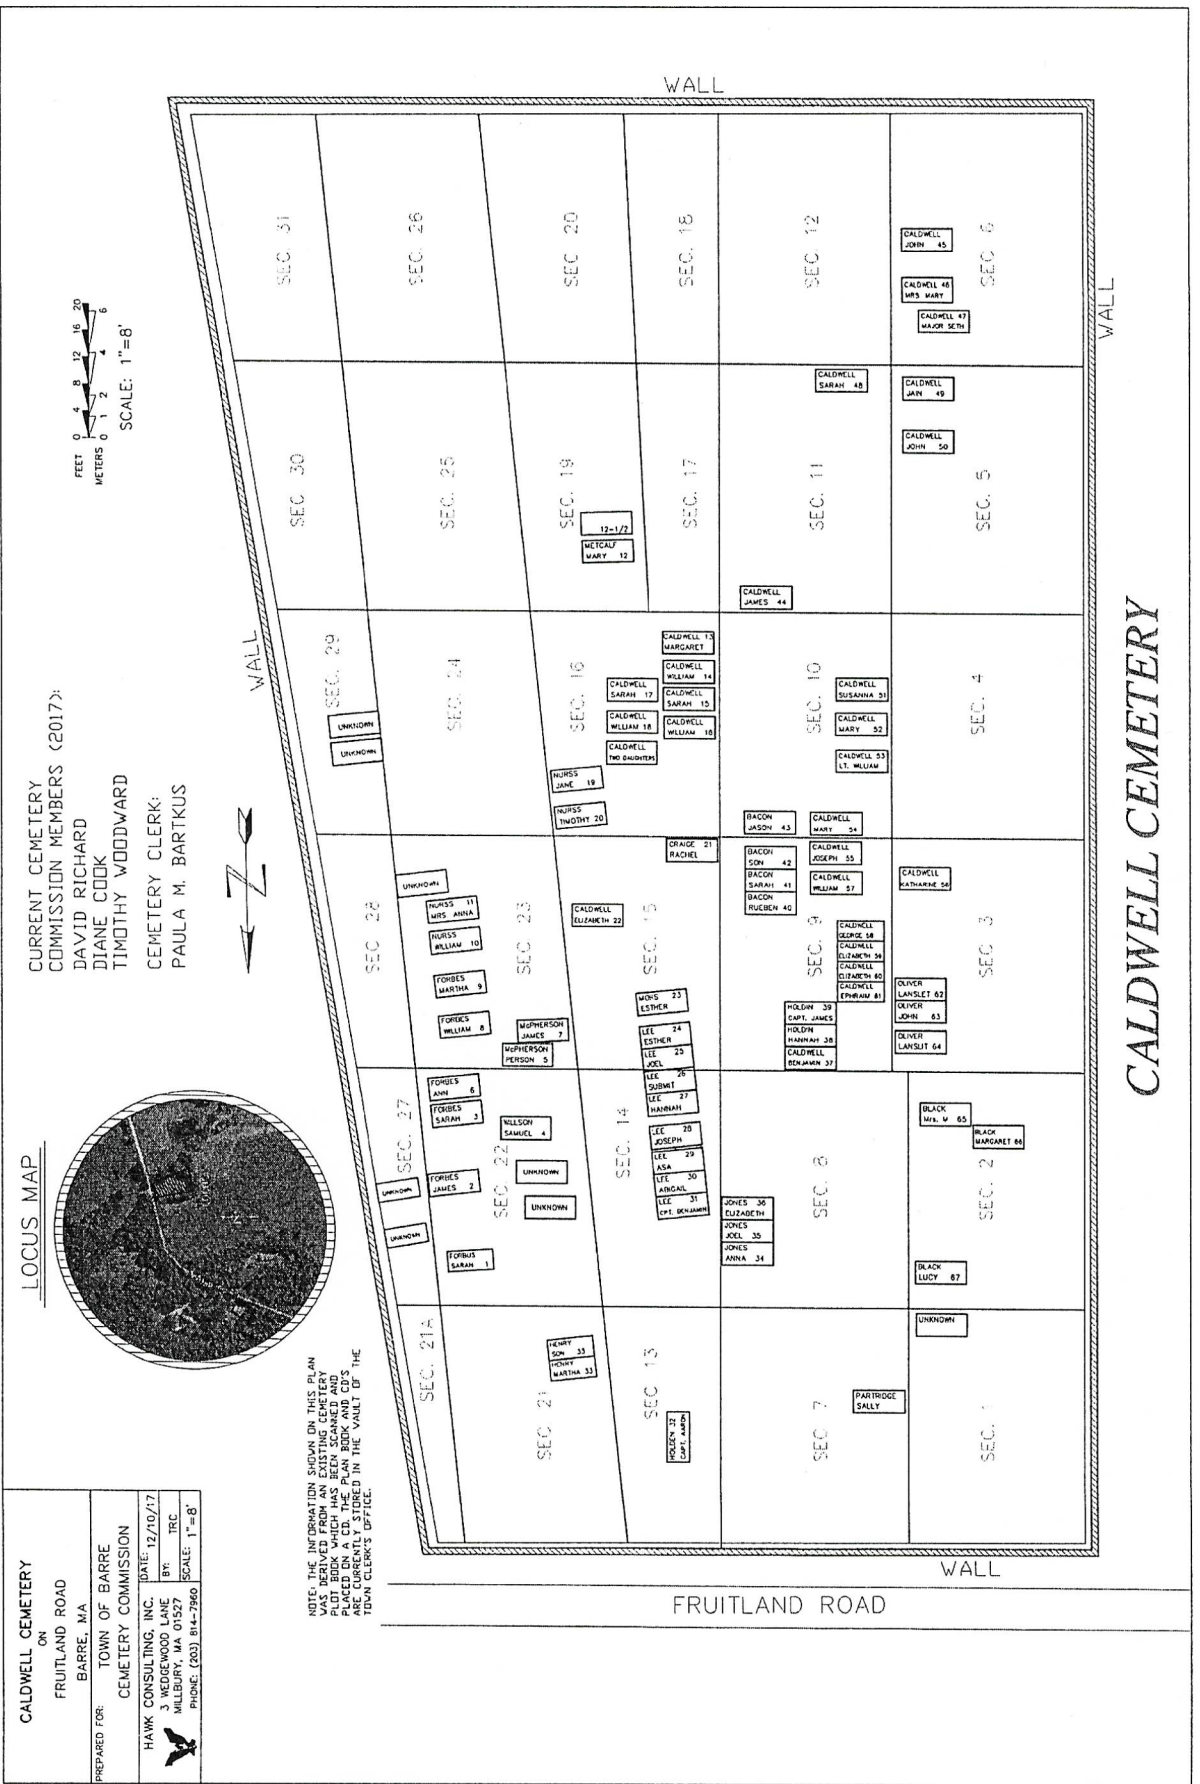 CALDWELL CEMETERY
ON
FRUITLAND ROAD
BARRE, MA
PREPARED FOR: TOWN OF BARRE
CEMETERY COMMISSION
HAWK CONSULTING, INC.
3 WEDGEWOOD LANE
MILLBURY, MA 01527
PHONE: (203) 814-7960
DATE: 12/10/17
BY: TRC
SCALE: 1"=8'
LOCUS MAP
CURRENT CEMETERY
COMMISSION MEMBERS (2017):
DAVID RICHARD
DIANE COOK
TIMOTHY WOODWARD
CEMETERY CLERK:
PAULA M. BARTKUS
FEET 0 4 8 12 16 20
METERS 0 1 2 4 6
SCALE: 1"=8'
N
NOTE: THE INFORMATION SHOWN ON THIS PLAN
WAS DERIVED FROM AN EXISTING CEMETERY
PLOT BOOK WHICH HAS BEEN SCANNED AND
PLACED ON A CD. THE PLAN BOOK AND CD'S
ARE CURRENTLY STORED IN THE VAULT OF THE
TOWN CLERK'S OFFICE.
WALL
WALL
WALL
WALL
FRUITLAND ROAD
SEC. 21A
SEC. 27
UNKNOWN
UNKNOWN
SEC. 28
SEC. 29
UNKNOWN
UNKNOWN
SEC. 30
SEC. 31
SEC. 21
HENRY
SON 33
HENRY
MARTHA 33
SEC. 22
FORBUS
SARAH 1
FORBES
JAMES 2
FORBES
SARAH 3
FORBES
ANN 6
WILLSON
SAMUEL 4
UNKNOWN
UNKNOWN
SEC. 23
McPHERSON
PERSON 5
McPHERSON
JAMES 7
FORBES
WILLIAM 8
FORBES
MARTHA 9
NURSS
WILLIAM 10
NURSS 11
MRS ANNA
UNKNOWN
SEC. 24
SEC. 25
SEC. 26
SEC. 13
HOLDEN 32
CAPT. AARON
SEC. 14
LEE 31
CPT. BENJAMIN
LEE 30
ABIGAIL
LEE 29
ASA
LEE 28
JOSEPH
LEE 27
HANNAH
LEE 26
SUBMIT
LEE 25
JOEL
LEE 24
ESTHER
MOHS 23
ESTHER
SEC. 15
CALDWELL
ELIZABETH 22
CRAIGE 21
RACHEL
SEC. 16
NURSS
TIMOTHY 20
NURSS
JANE 19
CALDWELL
TWO DAUGHTERS
CALDWELL
WILLIAM 18
CALDWELL
SARAH 17
CALDWELL
WILLIAM 16
CALDWELL
SARAH 15
CALDWELL
WILLIAM 14
CALDWELL 13
MARGARET
SEC. 19
METCALF
MARY 12
12-1/2
SEC. 20
SEC. 17
SEC. 18
SEC. 7
PARTRIDGE
SALLY
SEC. 8
JONES
ANNA 34
JONES
JOEL 35
JONES 36
ELIZABETH
SEC. 9
CALDWELL
BENJAMIN 37
HOLDIN
HANNAH 38
HOLDIN 39
CAPT. JAMES
CALDWELL
EPHRAIM 61
CALDWELL
ELIZABETH 60
CALDWELL
ELIZABETH 59
CALDWELL
GEORGE 58
BACON
RUEBEN 40
BACON
SARAH 41
BACON
SON 42
CALDWELL
WILLIAM 57
CALDWELL
JOSEPH 55
SEC. 10
BACON
JASON 43
CALDWELL
MARY 54
CALDWELL 53
LT. WILLIAM
CALDWELL
MARY 52
CALDWELL
SUSANNA 51
SEC. 11
CALDWELL
JAMES 44
CALDWELL
SARAH 48
SEC. 12
SEC. 1
UNKNOWN
SEC. 2
BLACK
LUCY 67
BLACK
Mrs. M 65
BLACK
MARGARET 66
SEC. 3
OLIVER
LANSLIT 64
OLIVER
JOHN 63
OLIVER
LANSLET 62
CALDWELL
KATHARINE 56
SEC. 4
SEC. 5
CALDWELL
JOHN 50
CALDWELL
JAIN 49
SEC. 6
CALDWELL 47
MAJOR SETH
CALDWELL 46
MRS MARY
CALDWELL
JOHN 45
CALDWELL CEMETERY